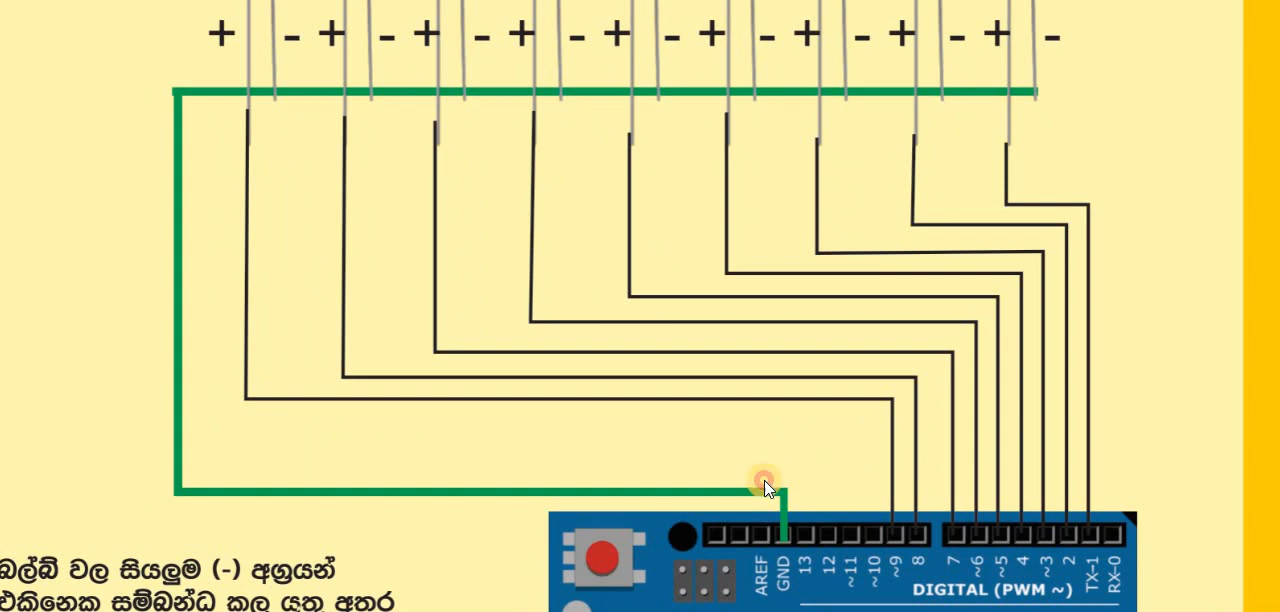 + - + - + - + - + - + - + - + - + -
AREF GND 13 12 ~11 ~10 ~9 8 7 ~6 ~5 4 ~3 2 TX-1 RX-0
DIGITAL (PWM ~)
බල්බ් වල සියලුම (-) අග්‍රයන්
එකිනෙක සම්බන්ධ කල යුතු අතර